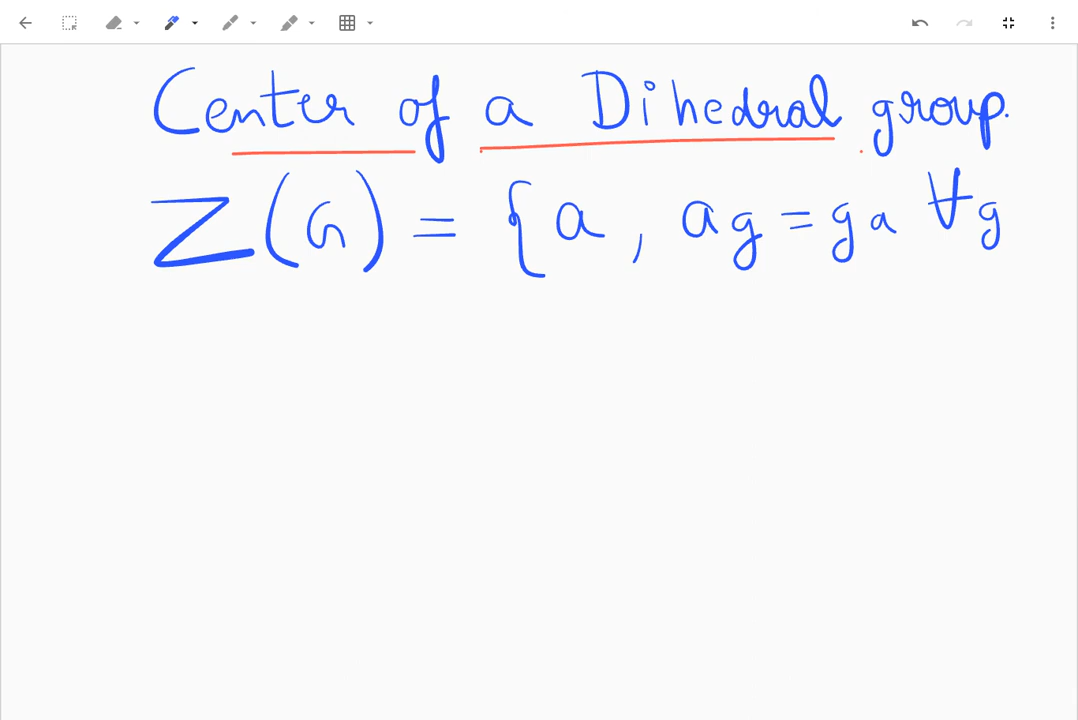 Center of a Dihedral group.
Z(G) = {a, ag = ga ∀g